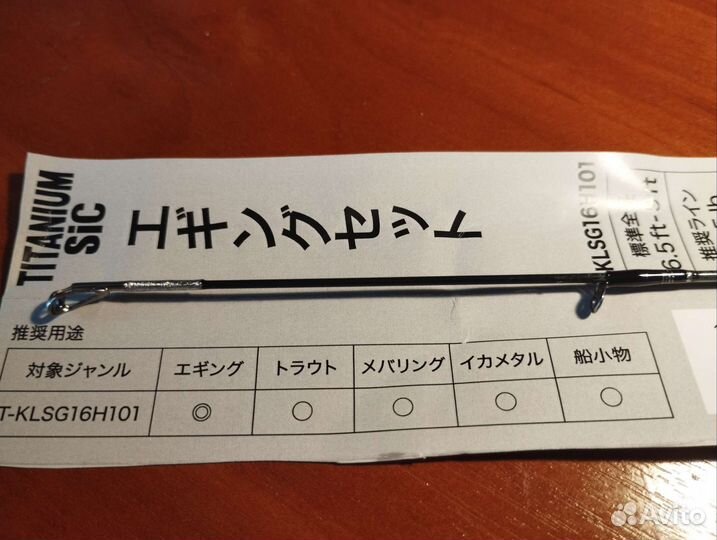 TITANIUM
SiC
エギングセット
KLSG16H101
標準全
6.5ft-
推奨ライン
推奨用途
対象ジャンル エギング トラウト メバリング イカメタル 船小物
T-KLSG16H101 ◎ ○ ○ ○ ○
Avito